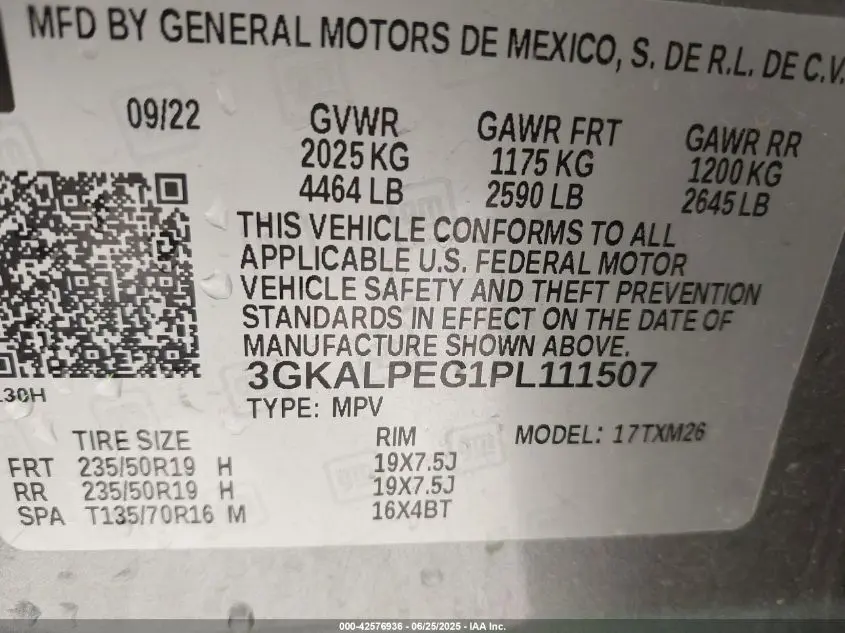 MFD BY GENERAL MOTORS DE MEXICO, S. DE R.L. DE C.V.
09/22 GVWR GAWR FRT GAWR RR
2025 KG 1175 KG 1200 KG
4464 LB 2590 LB 2645 LB
THIS VEHICLE CONFORMS TO ALL
APPLICABLE U.S. FEDERAL MOTOR
VEHICLE SAFETY AND THEFT PREVENTION
STANDARDS IN EFFECT ON THE DATE OF
MANUFACTURE SHOWN ABOVE.
3GKALPEG1PL111507
30H
TYPE: MPV
TIRE SIZE RIM MODEL: 17TXM26
FRT 235/50R19 H 19X7.5J
RR 235/50R19 H 19X7.5J
SPA T135/70R16 M 16X4BT
000-42576936 - 06/25/2025 - IAA Inc.